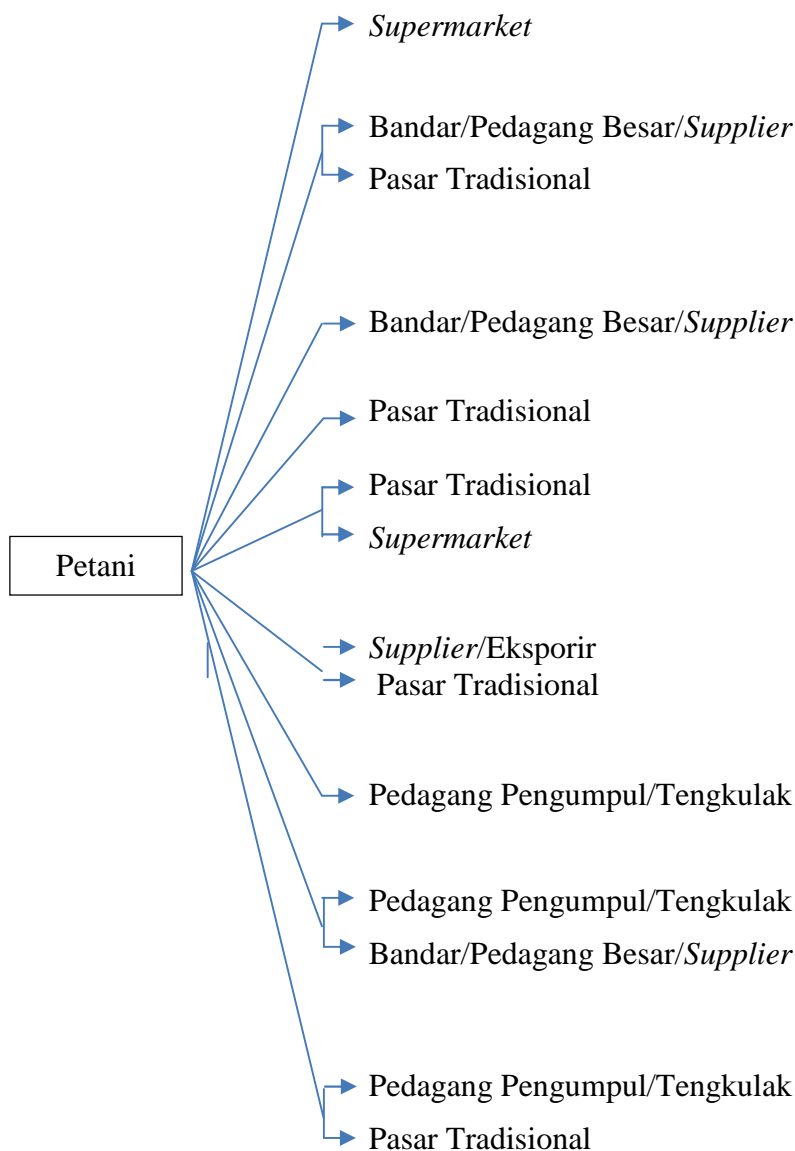 Supermarket
Bandar/Pedagang Besar/Supplier
Pasar Tradisional
Bandar/Pedagang Besar/Supplier
Pasar Tradisional
Pasar Tradisional
Supermarket
Petani
Supplier/Eksporir
Pasar Tradisional
Pedagang Pengumpul/Tengkulak
Pedagang Pengumpul/Tengkulak
Bandar/Pedagang Besar/Supplier
Pedagang Pengumpul/Tengkulak
Pasar Tradisional